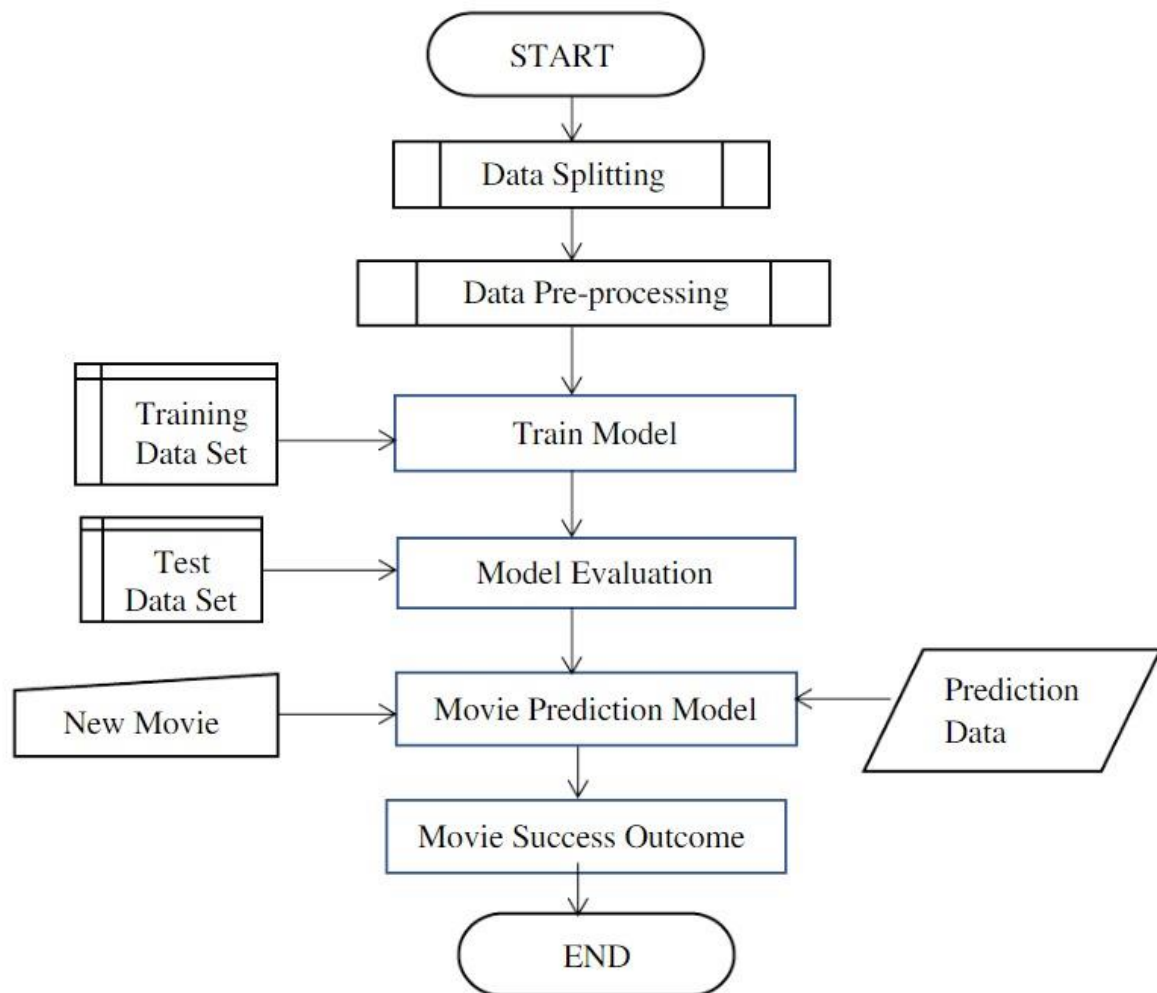 START
Data Splitting
Data Pre-processing
Training
Data Set
Train Model
Test
Data Set
Model Evaluation
New Movie
Movie Prediction Model
Prediction
Data
Movie Success Outcome
END